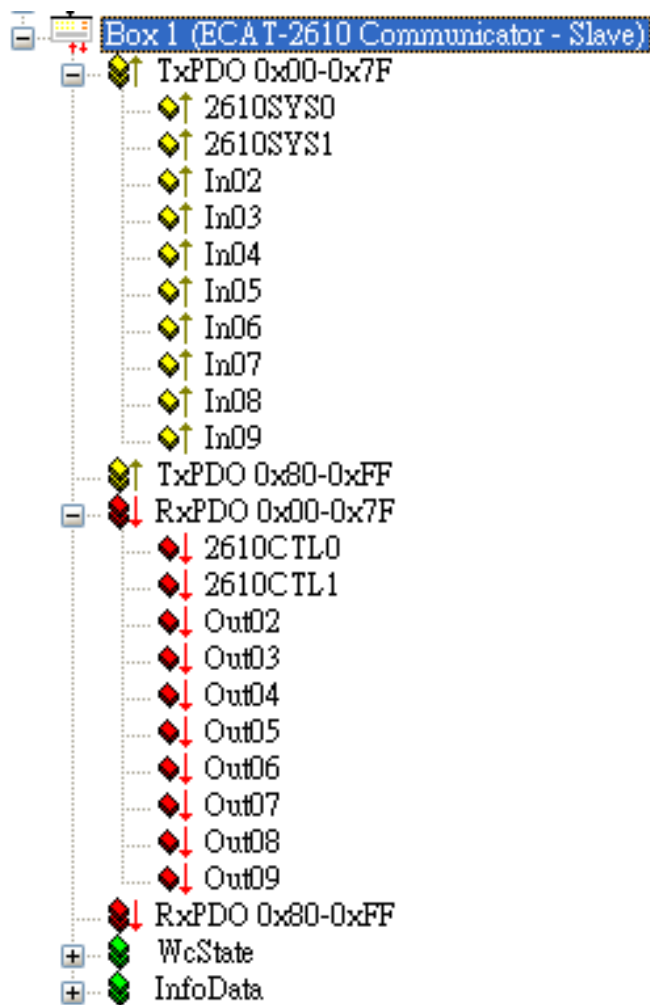 Box 1 (ECAT-2610 Communicator - Slave)
TxPDO 0x00-0x7F
2610SYS0
2610SYS1
In02
In03
In04
In05
In06
In07
In08
In09
TxPDO 0x80-0xFF
RxPDO 0x00-0x7F
2610CTL0
2610CTL1
Out02
Out03
Out04
Out05
Out06
Out07
Out08
Out09
RxPDO 0x80-0xFF
WcState
InfoData